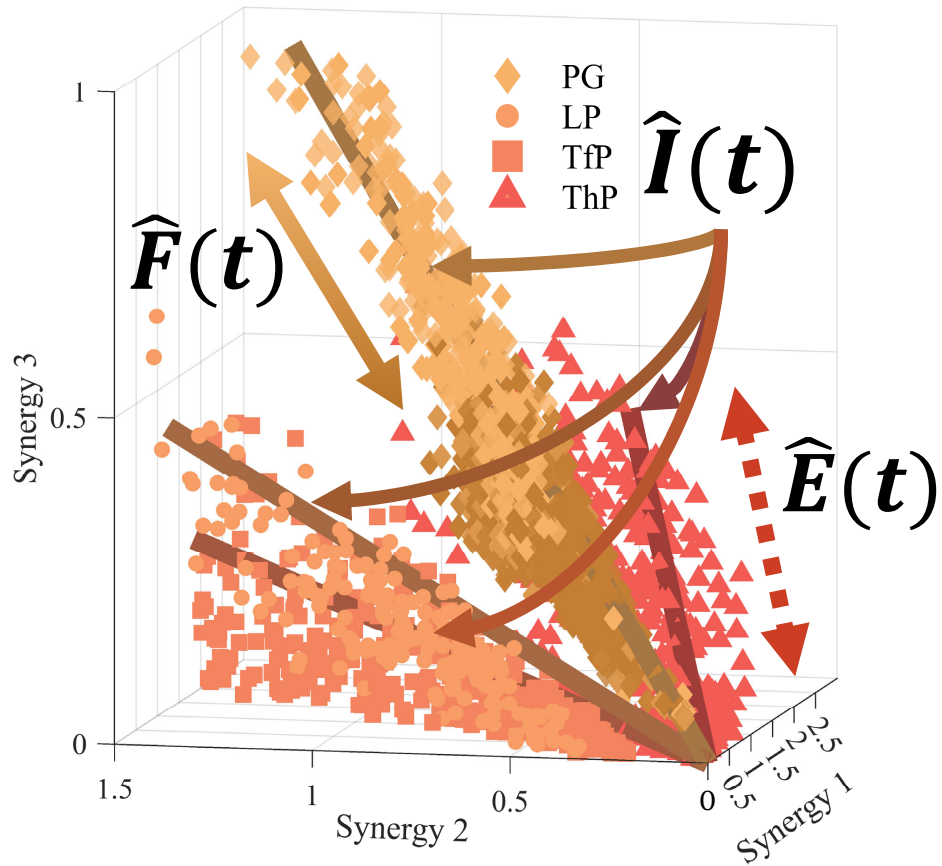 PG
LP
TfP
ThP
Î(t)
F̂(t)
Ê(t)
1
0.5
0
Synergy 3
1.5
1
0.5
0
Synergy 2
0.5
1
1.5
2
2.5
Synergy 1